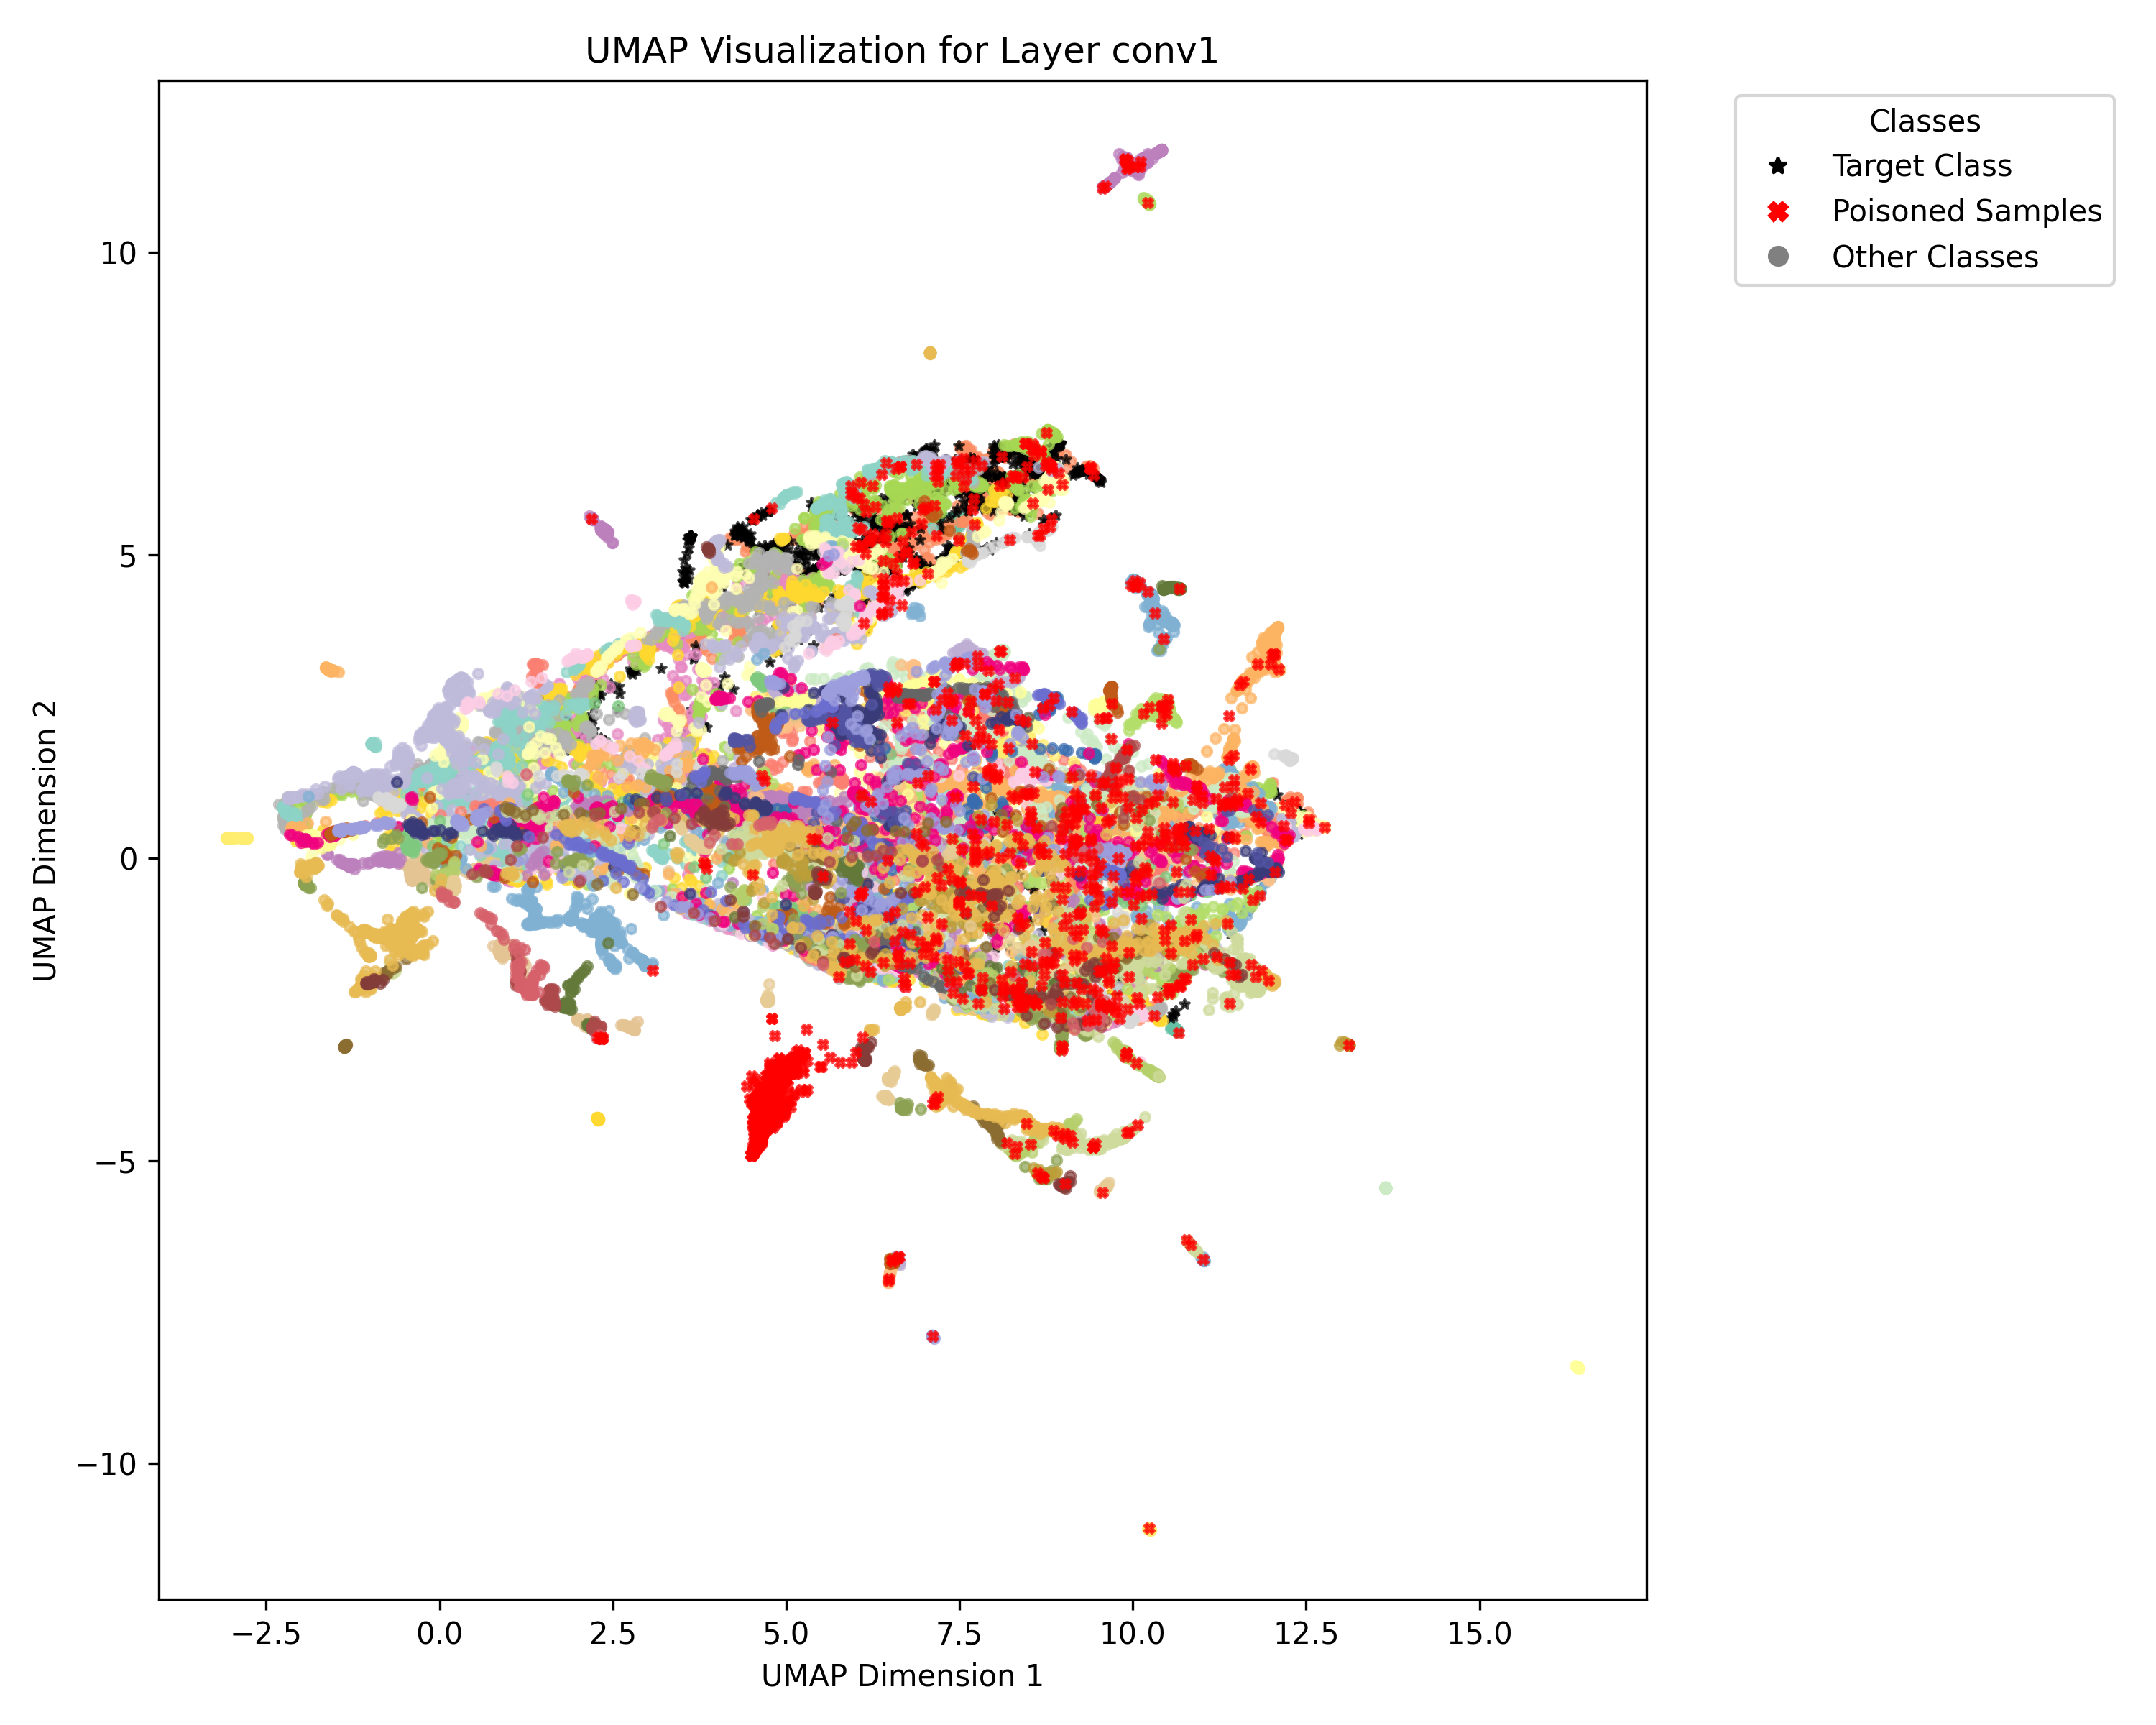 UMAP Visualization for Layer conv1
Classes
Target Class
Poisoned Samples
Other Classes
10
5
0
−5
−10
UMAP Dimension 2
−2.5
0.0
2.5
5.0
7.5
10.0
12.5
15.0
UMAP Dimension 1